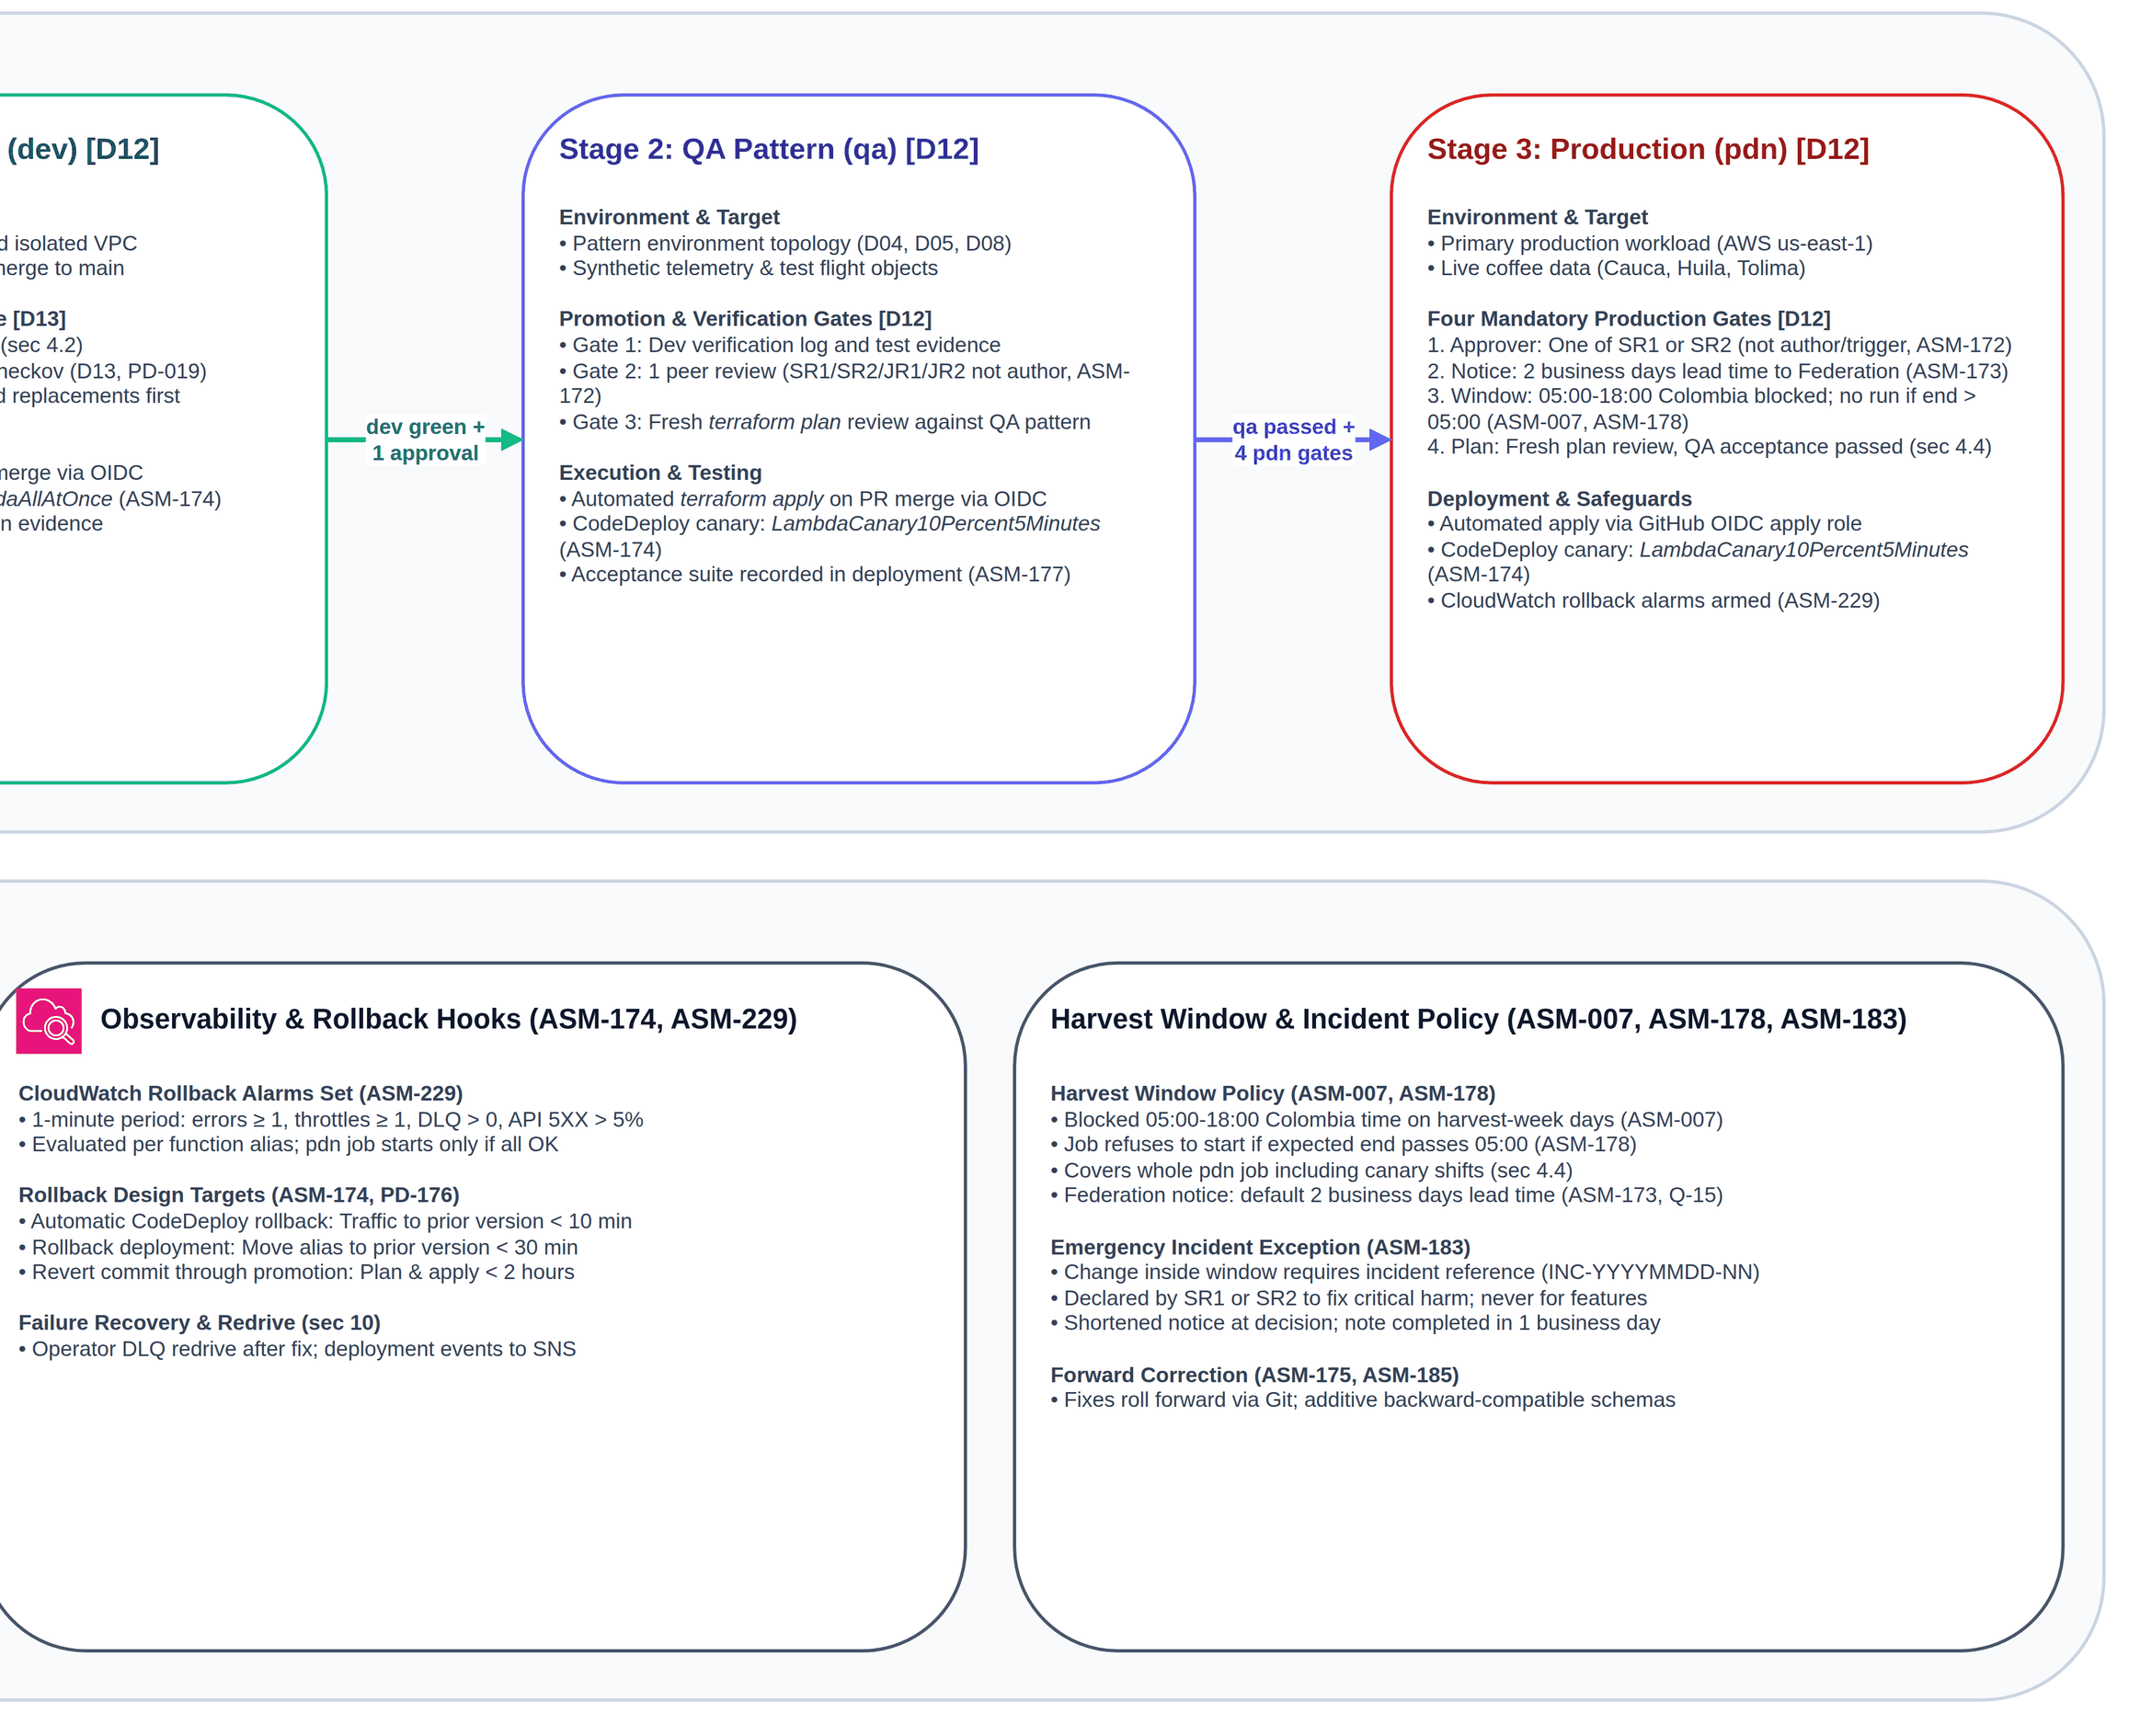 (dev) [D12]
d isolated VPC
nerge to main
e [D13]
(sec 4.2)
heckov (D13, PD-019)
d replacements first
merge via OIDC
daAllAtOnce (ASM-174)
n evidence
dev green +
1 approval
Stage 2: QA Pattern (qa) [D12]
Environment & Target
• Pattern environment topology (D04, D05, D08)
• Synthetic telemetry & test flight objects
Promotion & Verification Gates [D12]
• Gate 1: Dev verification log and test evidence
• Gate 2: 1 peer review (SR1/SR2/JR1/JR2 not author, ASM-
172)
• Gate 3: Fresh terraform plan review against QA pattern
Execution & Testing
• Automated terraform apply on PR merge via OIDC
• CodeDeploy canary: LambdaCanary10Percent5Minutes
(ASM-174)
• Acceptance suite recorded in deployment (ASM-177)
qa passed +
4 pdn gates
Stage 3: Production (pdn) [D12]
Environment & Target
• Primary production workload (AWS us-east-1)
• Live coffee data (Cauca, Huila, Tolima)
Four Mandatory Production Gates [D12]
1. Approver: One of SR1 or SR2 (not author/trigger, ASM-172)
2. Notice: 2 business days lead time to Federation (ASM-173)
3. Window: 05:00-18:00 Colombia blocked; no run if end >
05:00 (ASM-007, ASM-178)
4. Plan: Fresh plan review, QA acceptance passed (sec 4.4)
Deployment & Safeguards
• Automated apply via GitHub OIDC apply role
• CodeDeploy canary: LambdaCanary10Percent5Minutes
(ASM-174)
• CloudWatch rollback alarms armed (ASM-229)
Observability & Rollback Hooks (ASM-174, ASM-229)
CloudWatch Rollback Alarms Set (ASM-229)
• 1-minute period: errors ≥ 1, throttles ≥ 1, DLQ > 0, API 5XX > 5%
• Evaluated per function alias; pdn job starts only if all OK
Rollback Design Targets (ASM-174, PD-176)
• Automatic CodeDeploy rollback: Traffic to prior version < 10 min
• Rollback deployment: Move alias to prior version < 30 min
• Revert commit through promotion: Plan & apply < 2 hours
Failure Recovery & Redrive (sec 10)
• Operator DLQ redrive after fix; deployment events to SNS
Harvest Window & Incident Policy (ASM-007, ASM-178, ASM-183)
Harvest Window Policy (ASM-007, ASM-178)
• Blocked 05:00-18:00 Colombia time on harvest-week days (ASM-007)
• Job refuses to start if expected end passes 05:00 (ASM-178)
• Covers whole pdn job including canary shifts (sec 4.4)
• Federation notice: default 2 business days lead time (ASM-173, Q-15)
Emergency Incident Exception (ASM-183)
• Change inside window requires incident reference (INC-YYYYMMDD-NN)
• Declared by SR1 or SR2 to fix critical harm; never for features
• Shortened notice at decision; note completed in 1 business day
Forward Correction (ASM-175, ASM-185)
• Fixes roll forward via Git; additive backward-compatible schemas